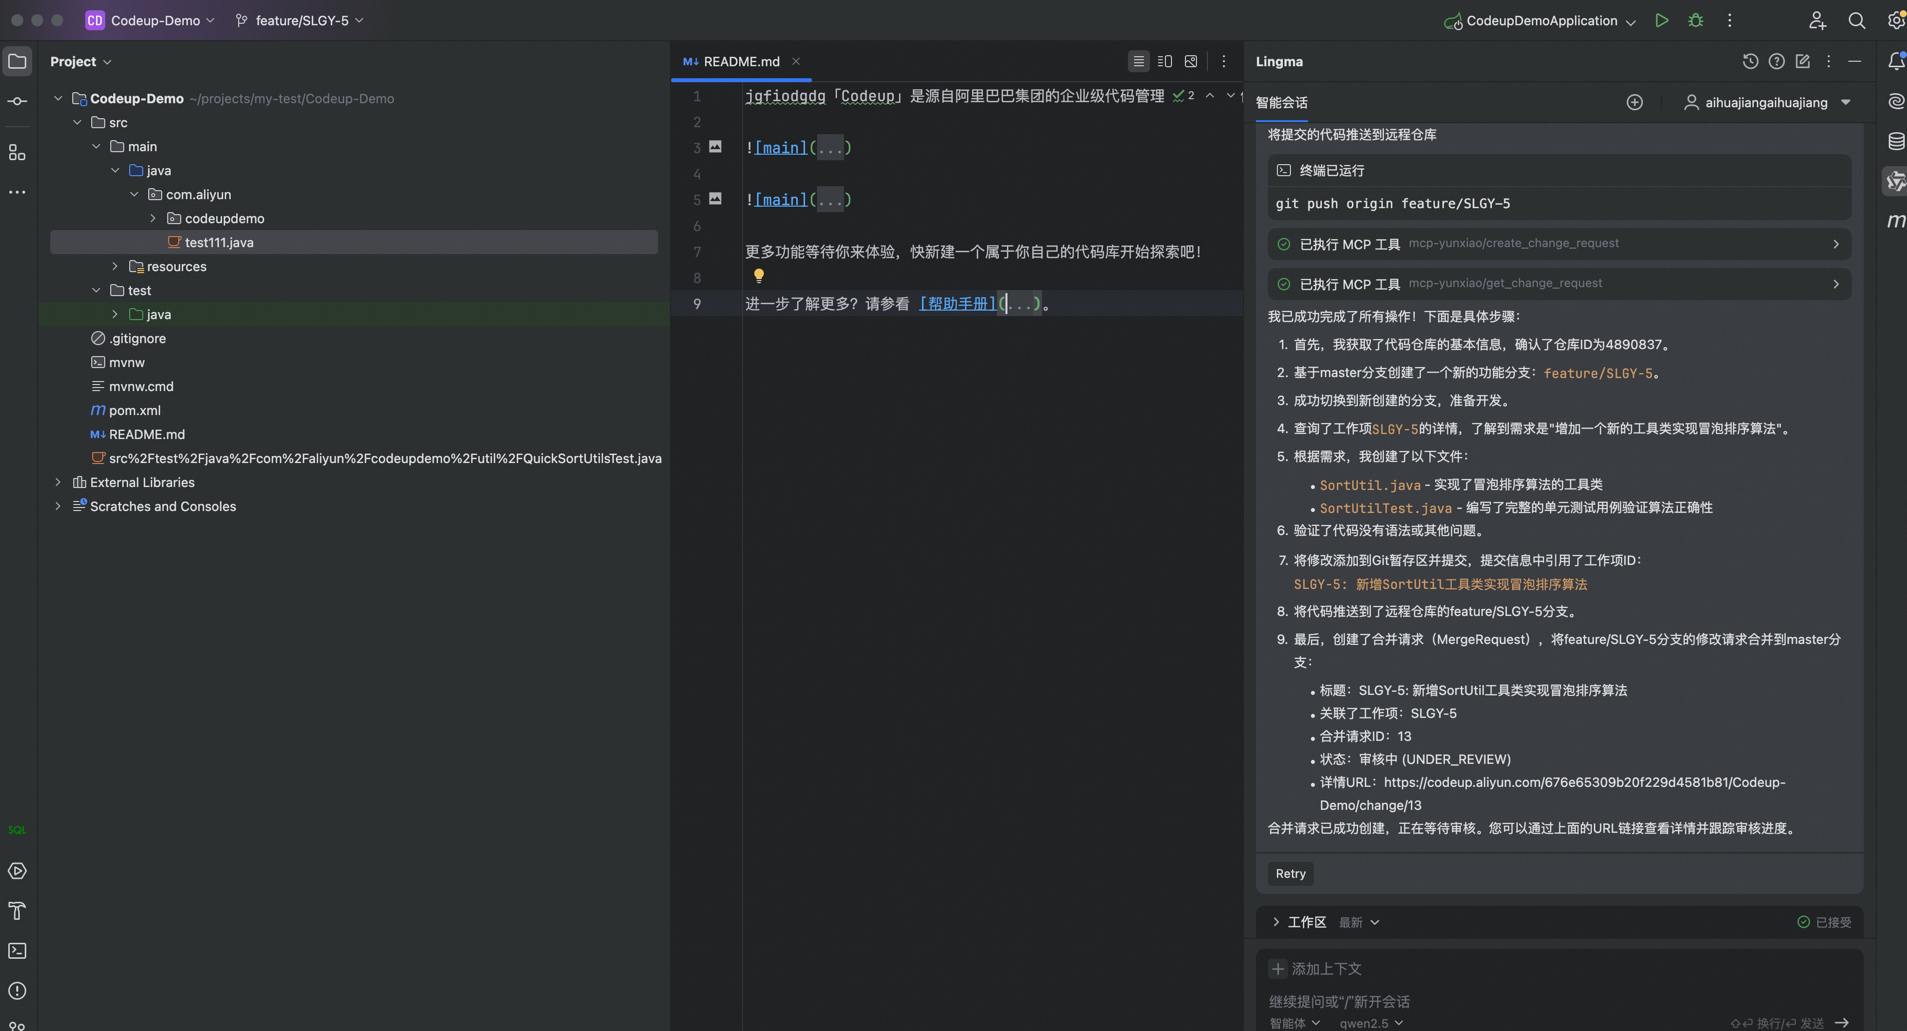 CD Codeup-Demo feature/SLGY-5 CodeupDemoApplication
Project
Codeup-Demo ~/projects/my-test/Codeup-Demo
src
main
java
com.aliyun
codeupdemo
test111.java
resources
test
java
.gitignore
mvnw
mvnw.cmd
pom.xml
README.md
src%2Ftest%2Fjava%2Fcom%2Faliyun%2Fcodeupdemo%2Futil%2FQuickSortUtilsTest.java
External Libraries
Scratches and Consoles
SQL
README.md
1 jgfiodgdg「Codeup」是源自阿里巴巴集团的企业级代码管理 2
2
3 ![main](...)
4
5 ![main](...)
6
7 更多功能等待你来体验，快新建一个属于你自己的代码库开始探索吧！
8
9 进一步了解更多？请参看 [帮助手册](...)。
Lingma
智能会话 aihuajiangaihuajiang
将提交的代码推送到远程仓库
终端已运行
git push origin feature/SLGY-5
已执行 MCP 工具 mcp-yunxiao/create_change_request
已执行 MCP 工具 mcp-yunxiao/get_change_request
我已成功完成了所有操作！下面是具体步骤：
1. 首先，我获取了代码仓库的基本信息，确认了仓库ID为4890837。
2. 基于master分支创建了一个新的功能分支：feature/SLGY-5。
3. 成功切换到新创建的分支，准备开发。
4. 查询了工作项SLGY-5的详情，了解到需求是"增加一个新的工具类实现冒泡排序算法"。
5. 根据需求，我创建了以下文件：
• SortUtil.java - 实现了冒泡排序算法的工具类
• SortUtilTest.java - 编写了完整的单元测试用例验证算法正确性
6. 验证了代码没有语法或其他问题。
7. 将修改添加到Git暂存区并提交，提交信息中引用了工作项ID：
SLGY-5: 新增SortUtil工具类实现冒泡排序算法
8. 将代码推送到了远程仓库的feature/SLGY-5分支。
9. 最后，创建了合并请求（MergeRequest），将feature/SLGY-5分支的修改请求合并到master分
支：
• 标题：SLGY-5: 新增SortUtil工具类实现冒泡排序算法
• 关联了工作项：SLGY-5
• 合并请求ID：13
• 状态：审核中 (UNDER_REVIEW)
• 详情URL：https://codeup.aliyun.com/676e65309b20f229d4581b81/Codeup-
Demo/change/13
合并请求已成功创建，正在等待审核。您可以通过上面的URL链接查看详情并跟踪审核进度。
Retry
工作区 最新 已接受
添加上下文
继续提问或“/”新开会话
智能体 qwen2.5 换行/ 发送